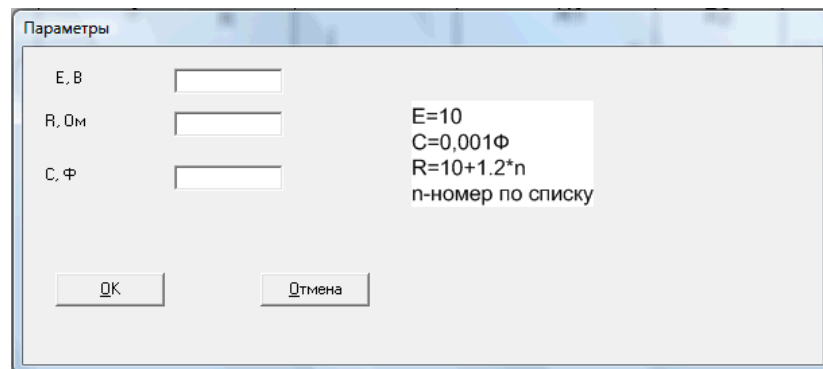 Параметры
E, В
R, Ом
C, Ф
E=10
C=0,001Ф
R=10+1.2*n
n-номер по списку
OK
Отмена